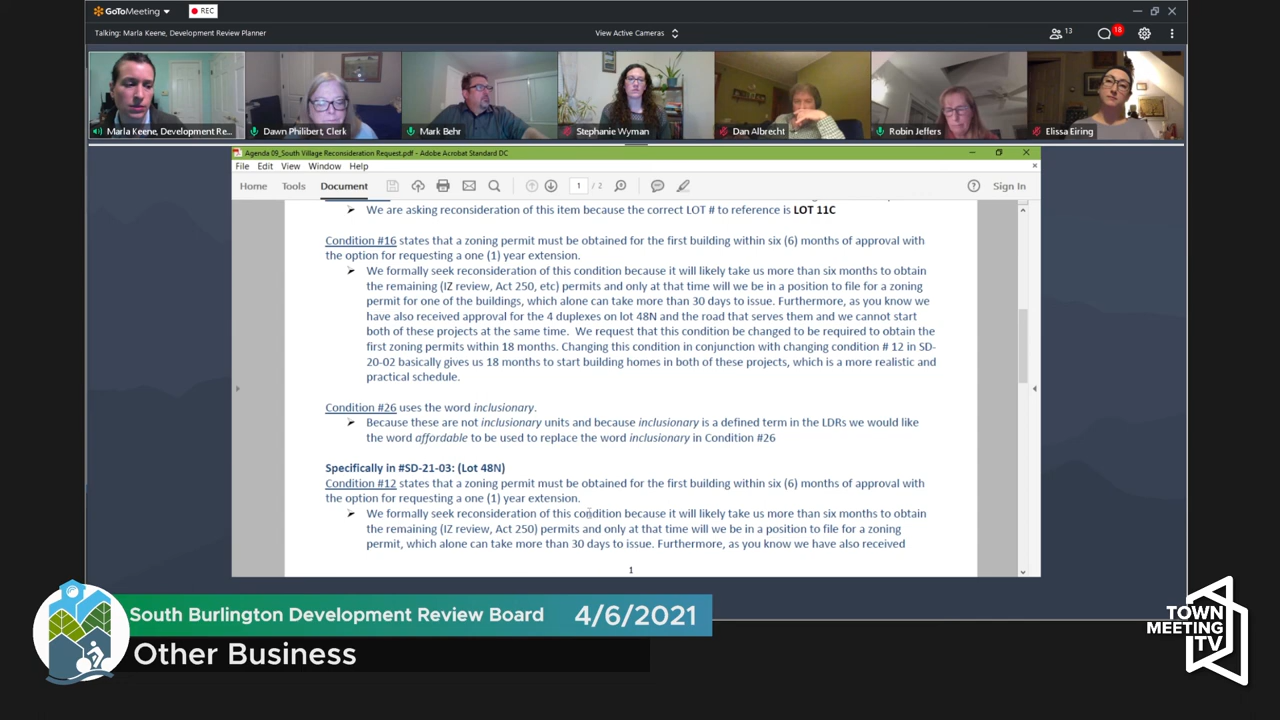 GoToMeeting
REC
Talking: Marla Keene, Development Review Planner
View Active Cameras
13
18
Marla Keene, Development Re...
Dawn Philibert, Clerk
Mark Behr
Stephanie Wyman
Dan Albrecht
Robin Jeffers
Elissa Eiring
Agenda 09_South Village Reconsideration Request.pdf - Adobe Acrobat Standard DC
File Edit View Window Help
Home Tools Document 1 / 2 Sign In
➤ We are asking reconsideration of this item because the correct LOT # to reference is LOT 11C
Condition #16 states that a zoning permit must be obtained for the first building within six (6) months of approval with
the option for requesting a one (1) year extension.
➤ We formally seek reconsideration of this condition because it will likely take us more than six months to obtain
the remaining (IZ review, Act 250, etc) permits and only at that time will we be in a position to file for a zoning
permit for one of the buildings, which alone can take more than 30 days to issue. Furthermore, as you know we
have also received approval for the 4 duplexes on lot 48N and the road that serves them and we cannot start
both of these projects at the same time. We request that this condition be changed to be required to obtain the
first zoning permits within 18 months. Changing this condition in conjunction with changing condition # 12 in SD-
20-02 basically gives us 18 months to start building homes in both of these projects, which is a more realistic and
practical schedule.
Condition #26 uses the word inclusionary.
➤ Because these are not inclusionary units and because inclusionary is a defined term in the LDRs we would like
the word affordable to be used to replace the word inclusionary in Condition #26
Specifically in #SD-21-03: (Lot 48N)
Condition #12 states that a zoning permit must be obtained for the first building within six (6) months of approval with
the option for requesting a one (1) year extension.
➤ We formally seek reconsideration of this condition because it will likely take us more than six months to obtain
the remaining (IZ review, Act 250) permits and only at that time will we be in a position to file for a zoning
permit, which alone can take more than 30 days to issue. Furthermore, as you know we have also received
1
South Burlington Development Review Board 4/6/2021
Other Business
TOWN
MEETING
TV